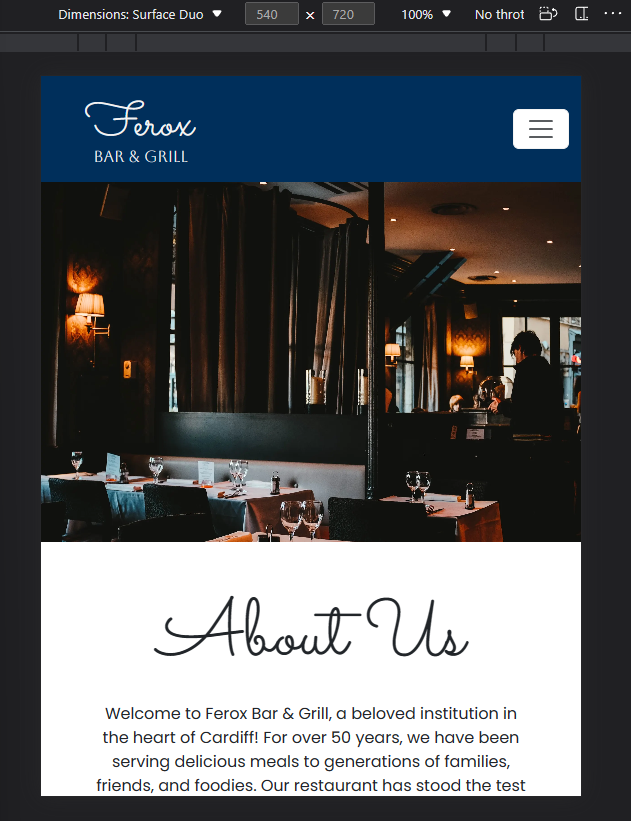 Dimensions: Surface Duo 540 x 720 100% No throt
Ferox
BAR & GRILL
About Us
Welcome to Ferox Bar & Grill, a beloved institution in
the heart of Cardiff! For over 50 years, we have been
serving delicious meals to generations of families,
friends, and foodies. Our restaurant has stood the test